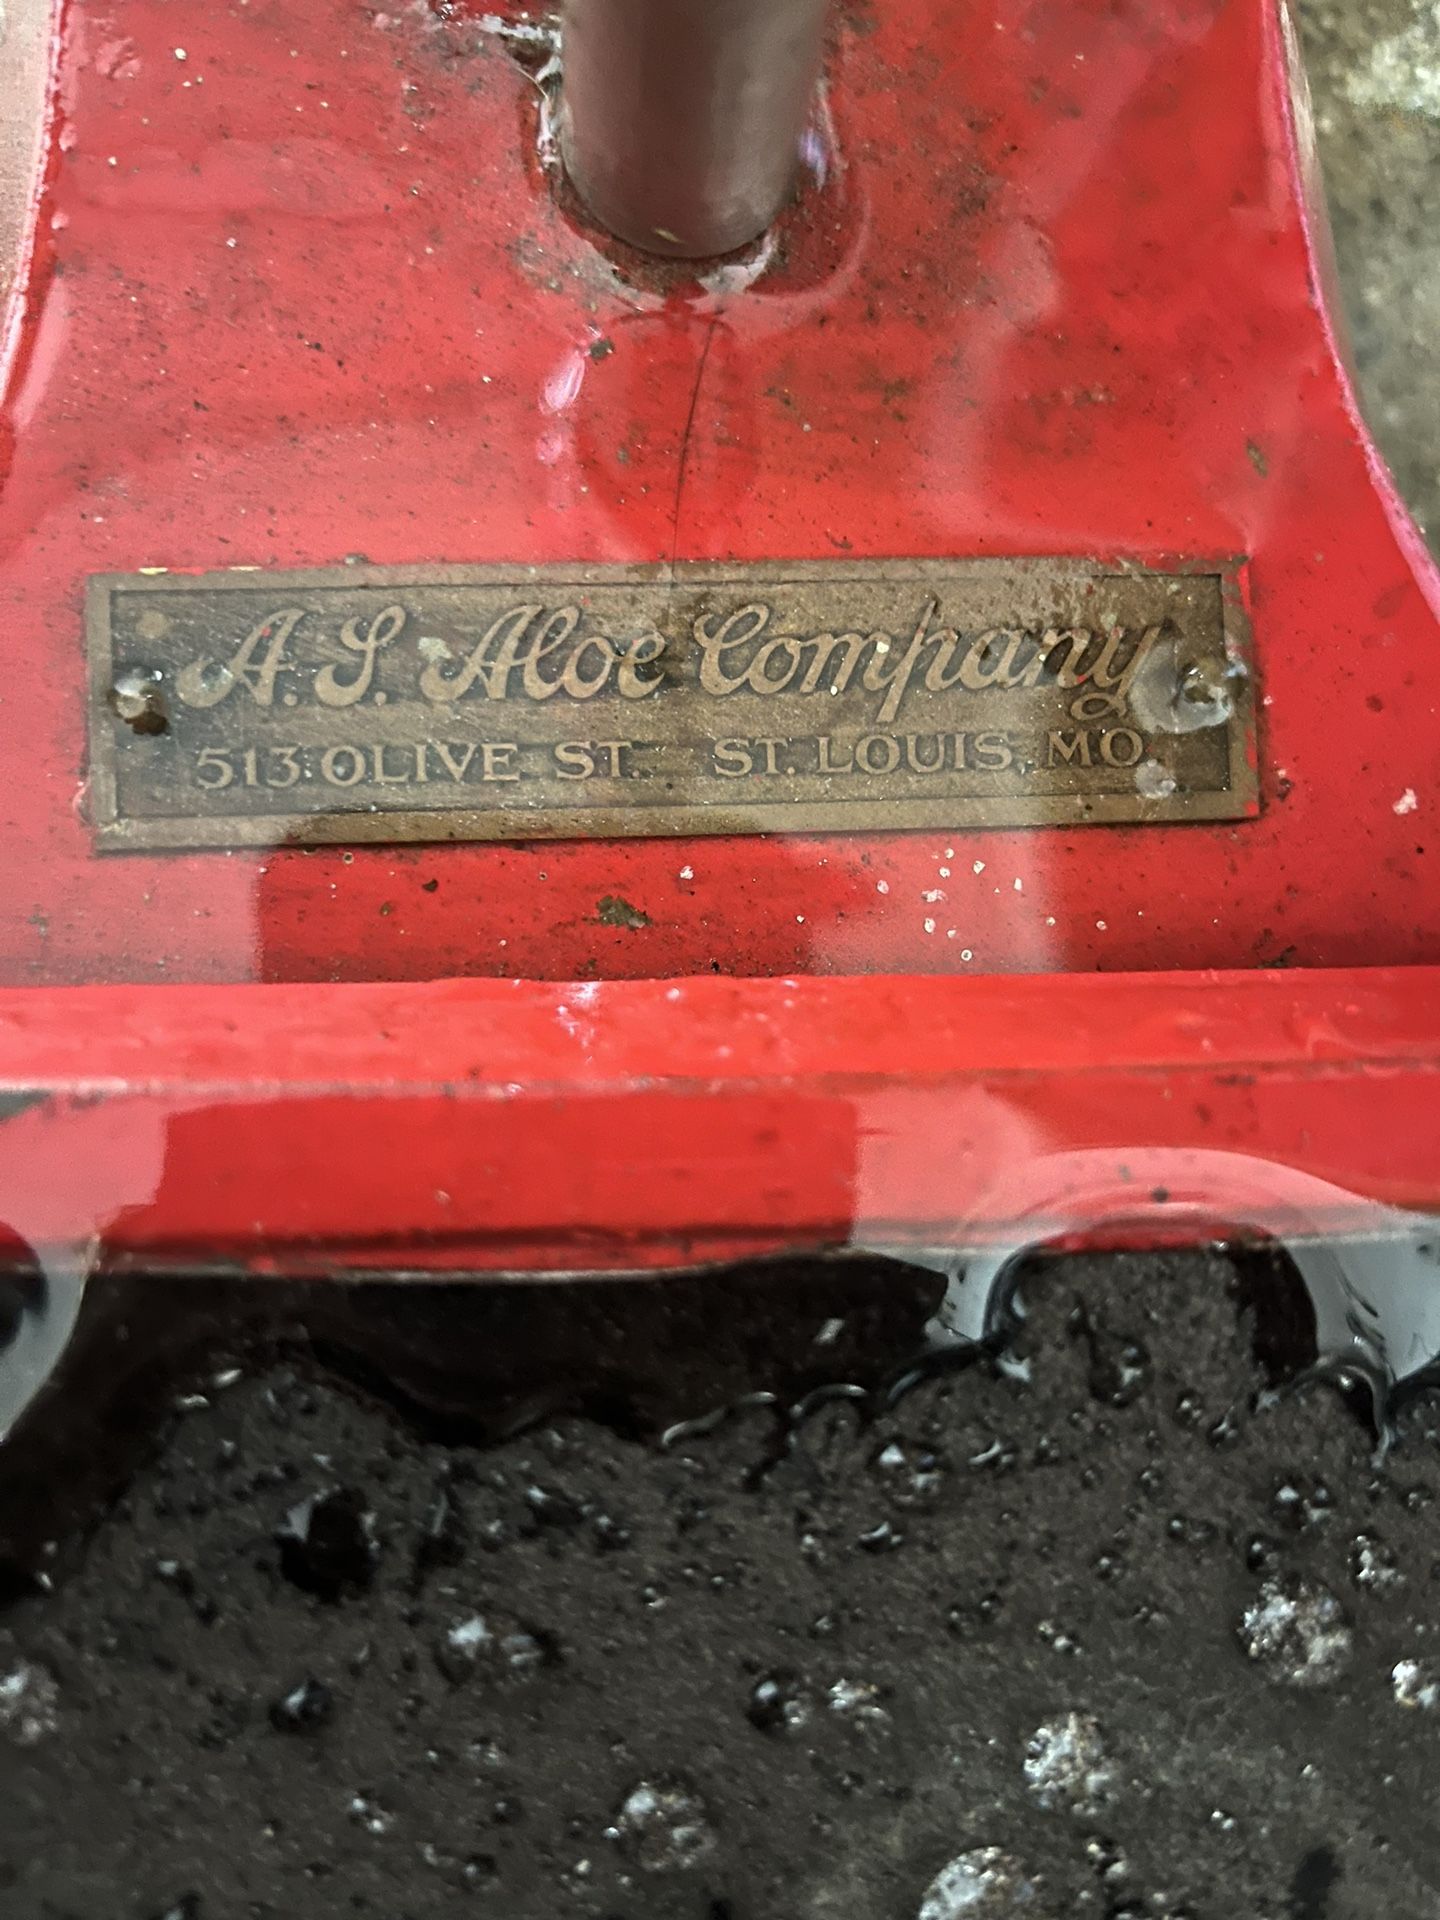 A.S. Aloe Company
513 OLIVE ST. ST. LOUIS, MO.